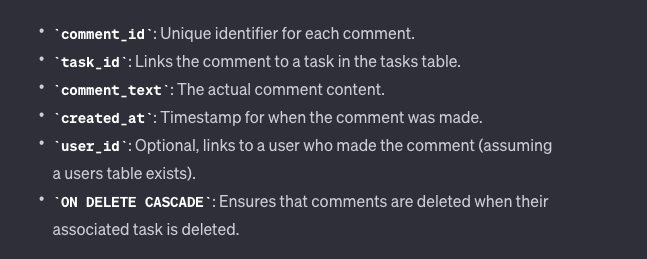 • `comment_id`: Unique identifier for each comment.
• `task_id`: Links the comment to a task in the tasks table.
• `comment_text`: The actual comment content.
• `created_at`: Timestamp for when the comment was made.
• `user_id`: Optional, links to a user who made the comment (assuming
a users table exists).
• `ON DELETE CASCADE`: Ensures that comments are deleted when their
associated task is deleted.